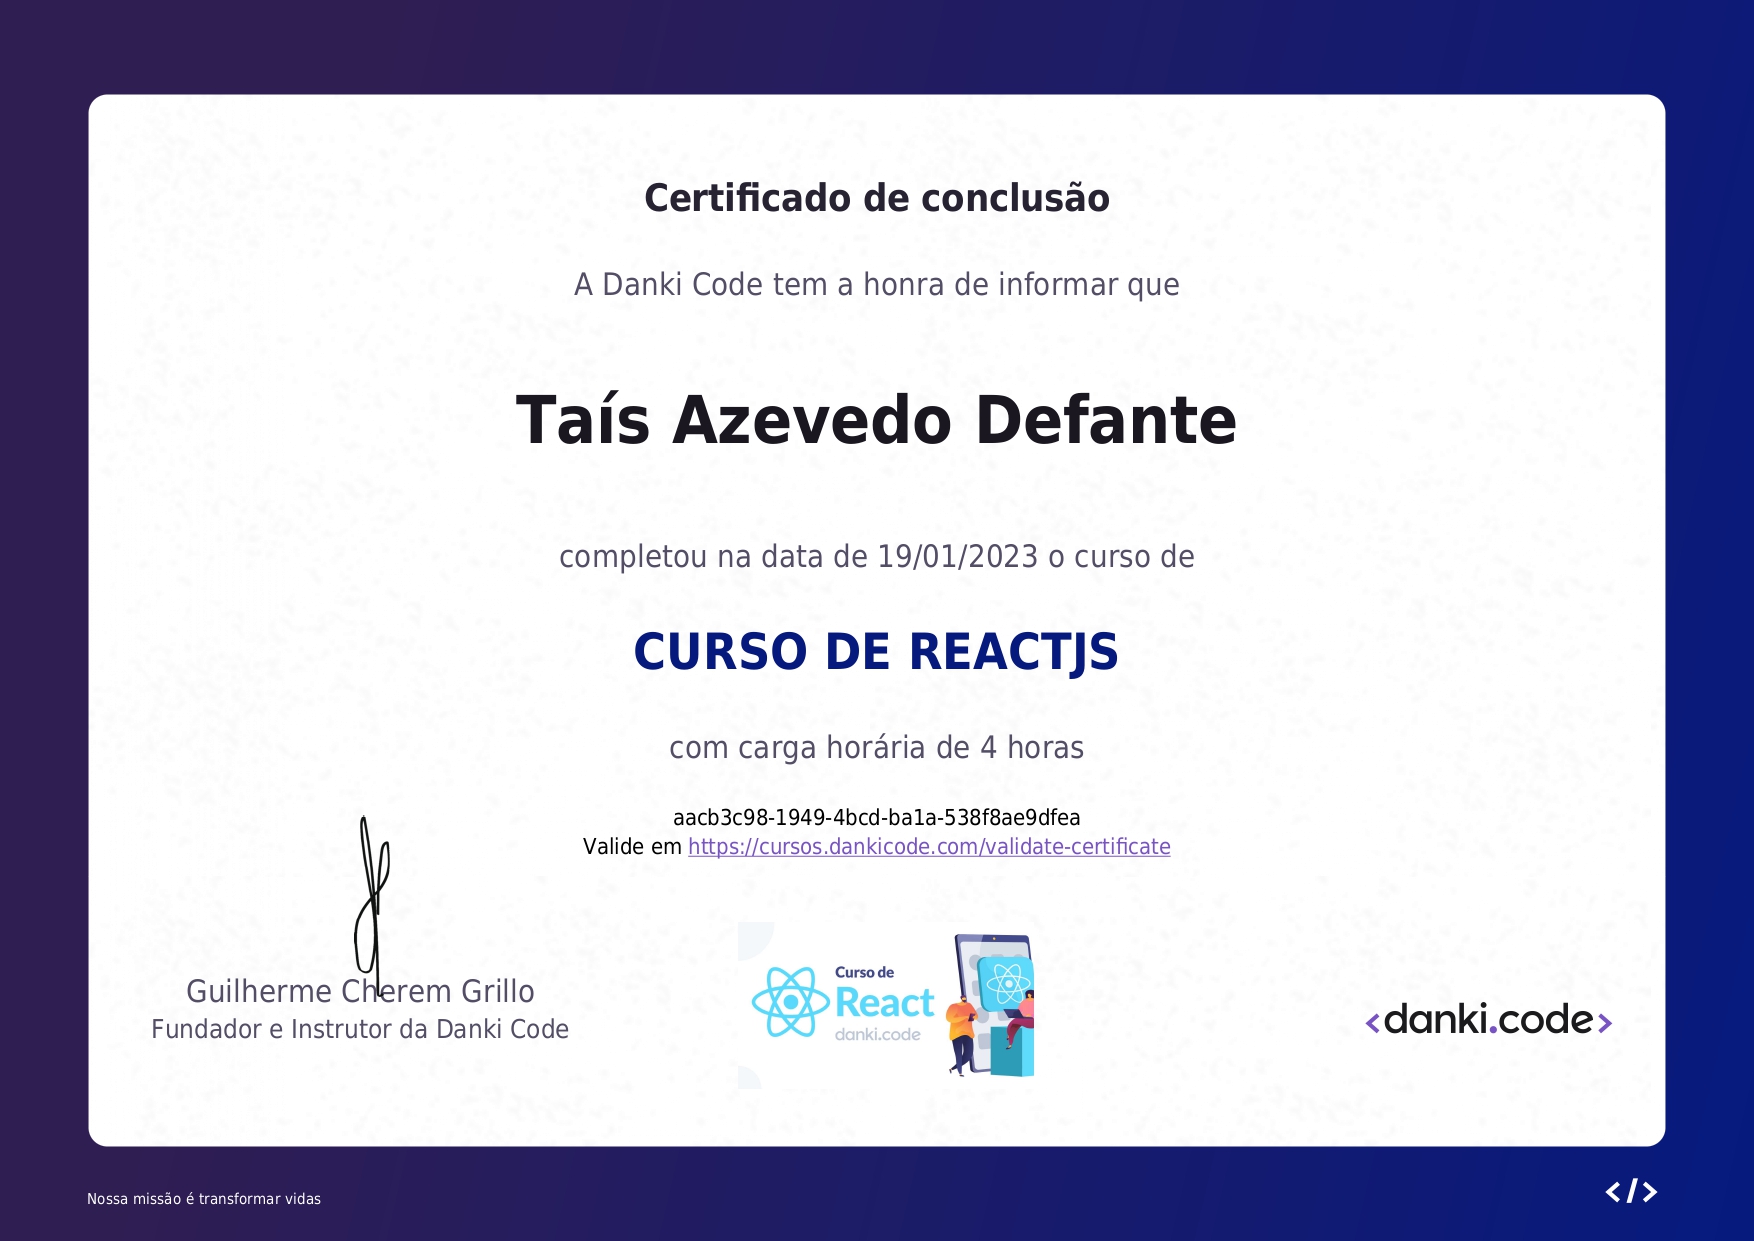 Certificado de conclusão
A Danki Code tem a honra de informar que
Taís Azevedo Defante
completou na data de 19/01/2023 o curso de
CURSO DE REACTJS
com carga horária de 4 horas
aacb3c98-1949-4bcd-ba1a-538f8ae9dfea
Valide em https://cursos.dankicode.com/validate-certificate
Guilherme Cherem Grillo
Fundador e Instrutor da Danki Code
Curso de
React
danki.code
<danki.code>
Nossa missão é transformar vidas
</>